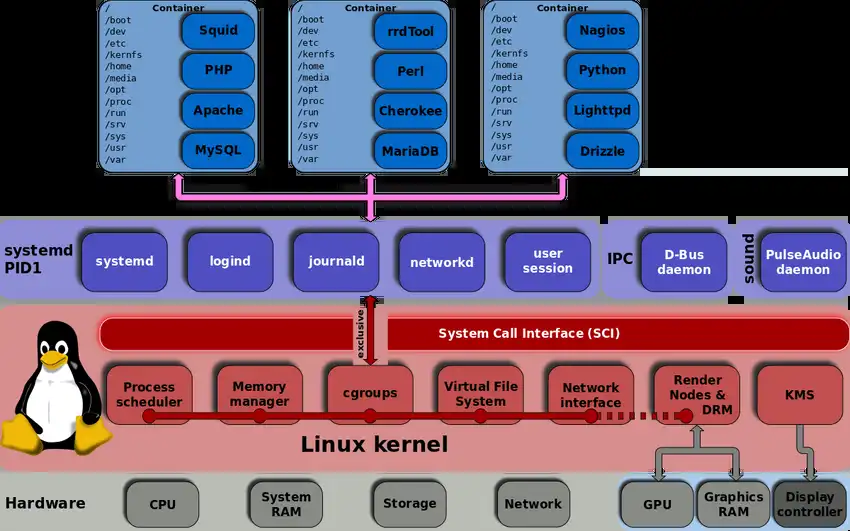 /
Container
/boot
/dev
/etc
/kernfs
/home
/media
/opt
/proc
/run
/srv
/sys
/usr
/var
Squid
PHP
Apache
MySQL
/
Container
/boot
/dev
/etc
/kernfs
/home
/media
/opt
/proc
/run
/srv
/sys
/usr
/var
rrdTool
Perl
Cherokee
MariaDB
/
Container
/boot
/dev
/etc
/kernfs
/home
/media
/opt
/proc
/run
/srv
/sys
/usr
/var
Nagios
Python
Lighttpd
Drizzle
systemd
PID1
systemd
logind
journald
networkd
user
session
IPC
D-Bus
daemon
sound
PulseAudio
daemon
exclusive
System Call Interface (SCI)
Process
scheduler
Memory
manager
cgroups
Virtual File
System
Network
interface
Render
Nodes &
DRM
KMS
Linux kernel
Hardware
CPU
System
RAM
Storage
Network
GPU
Graphics
RAM
Display
controller